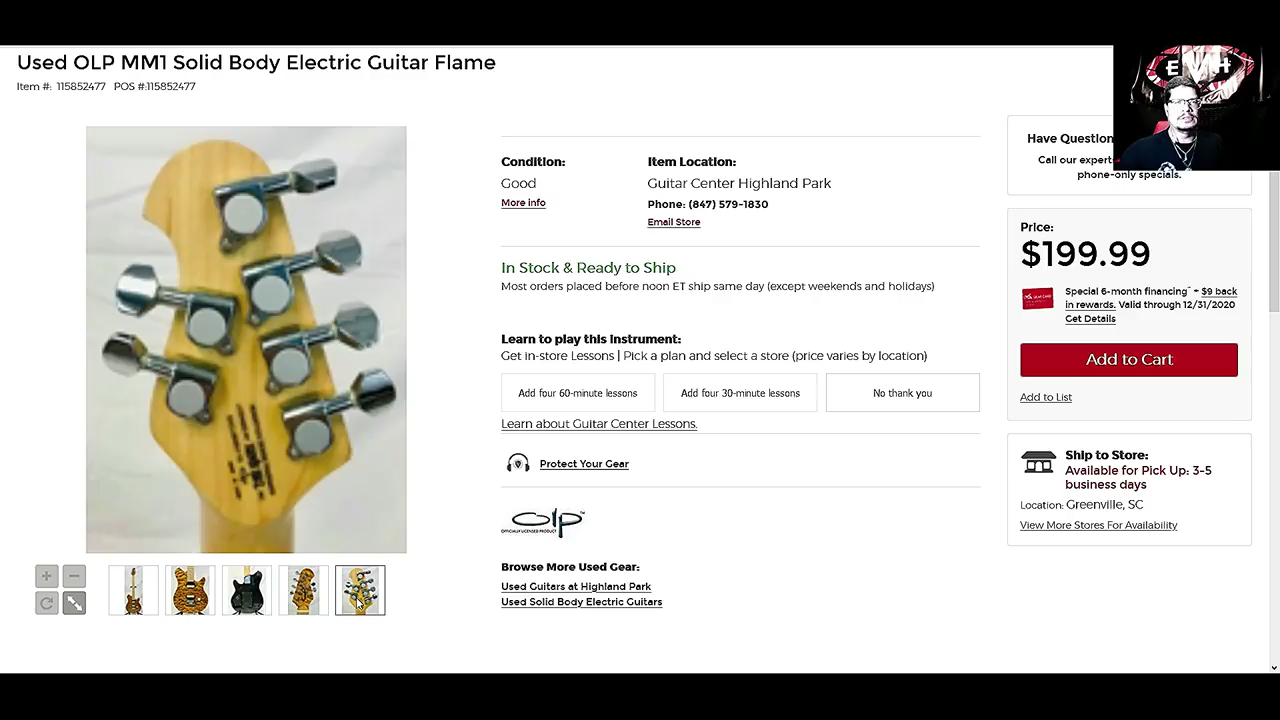 Used OLP MM1 Solid Body Electric Guitar Flame
Item #: 115852477 POS #:115852477
E V H
Condition:
Good
More info
Item Location:
Guitar Center Highland Park
Phone: (847) 579-1830
Email Store
Have Question
Call our expert
phone-only specials.
In Stock & Ready to Ship
Most orders placed before noon ET ship same day (except weekends and holidays)
Learn to play this instrument:
Get in-store Lessons | Pick a plan and select a store (price varies by location)
Add four 60-minute lessons
Add four 30-minute lessons
No thank you
Learn about Guitar Center Lessons.
Protect Your Gear
olp™
OFFICIALLY LICENSED PRODUCT
Browse More Used Gear:
Used Guitars at Highland Park
Used Solid Body Electric Guitars
Price:
$199.99
Special 6-month financing^ + $9 back
in rewards. Valid through 12/31/2020
Get Details
Add to Cart
Add to List
Ship to Store:
Available for Pick Up: 3-5
business days
Location: Greenville, SC
View More Stores For Availability